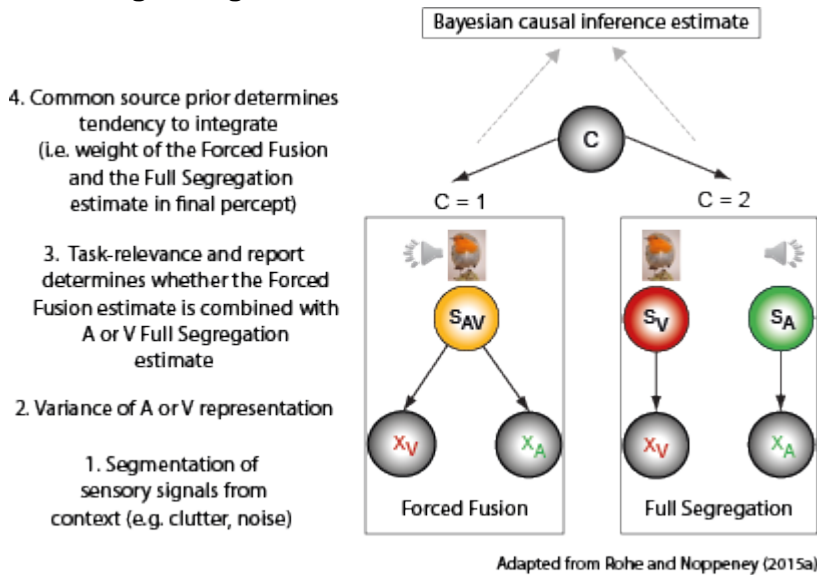 Bayesian causal inference estimate
4. Common source prior determines
tendency to integrate
(i.e. weight of the Forced Fusion
and the Full Segregation
estimate in final percept)
C
C = 1
C = 2
3. Task-relevance and report
determines whether the Forced
Fusion estimate is combined with
A or V Full Segregation
estimate
SAV
SV
SA
2. Variance of A or V representation
XV
XA
XV
XA
1. Segmentation of
sensory signals from
context (e.g. clutter, noise)
Forced Fusion
Full Segregation
Adapted from Rohe and Noppeney (2015a)